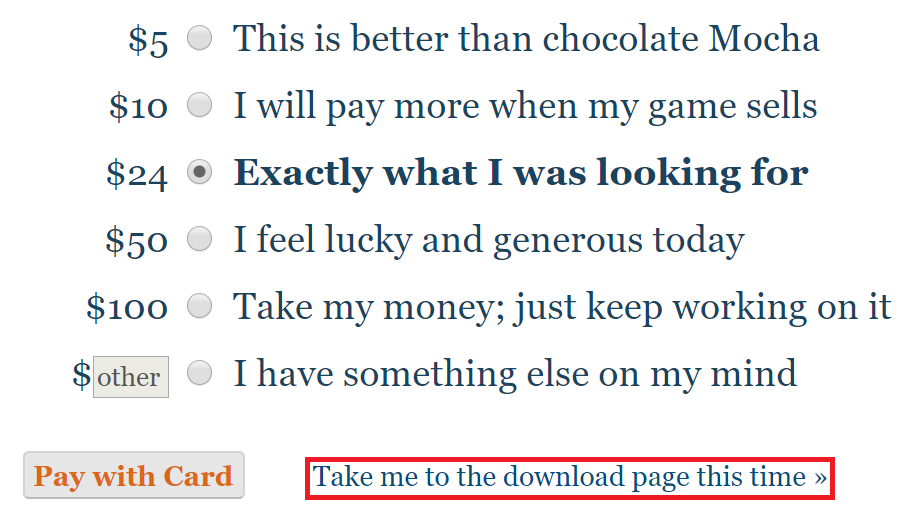 $5 This is better than chocolate Mocha
$10 I will pay more when my game sells
$24 Exactly what I was looking for
$50 I feel lucky and generous today
$100 Take my money; just keep working on it
$ other I have something else on my mind
Pay with Card Take me to the download page this time »